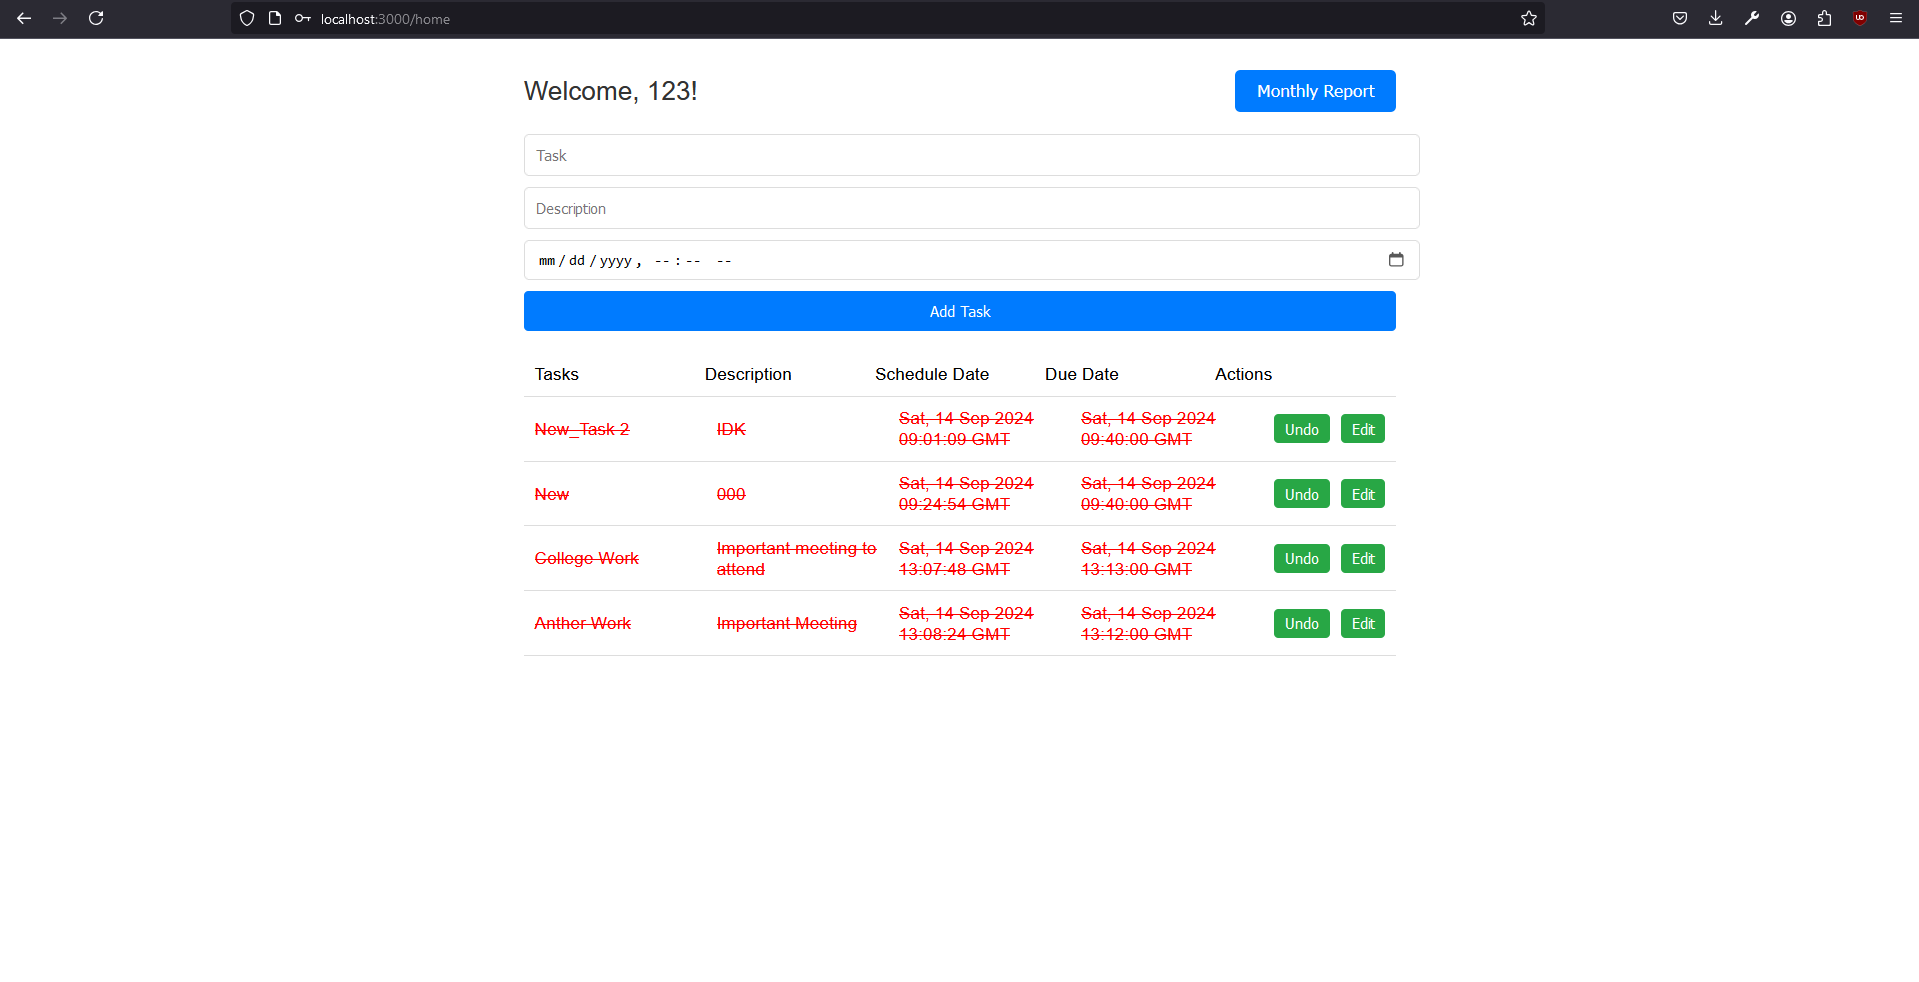 localhost:3000/home
Welcome, 123!
Monthly Report
Task
Description
mm/dd/yyyy, --:-- --
Add Task
Tasks Description Schedule Date Due Date Actions
New_Task 2 IDK Sat, 14 Sep 2024 09:01:09 GMT Sat, 14 Sep 2024 09:40:00 GMT Undo Edit
New 000 Sat, 14 Sep 2024 09:24:54 GMT Sat, 14 Sep 2024 09:40:00 GMT Undo Edit
College Work Important meeting to attend Sat, 14 Sep 2024 13:07:48 GMT Sat, 14 Sep 2024 13:13:00 GMT Undo Edit
Anther Work Important Meeting Sat, 14 Sep 2024 13:08:24 GMT Sat, 14 Sep 2024 13:12:00 GMT Undo Edit